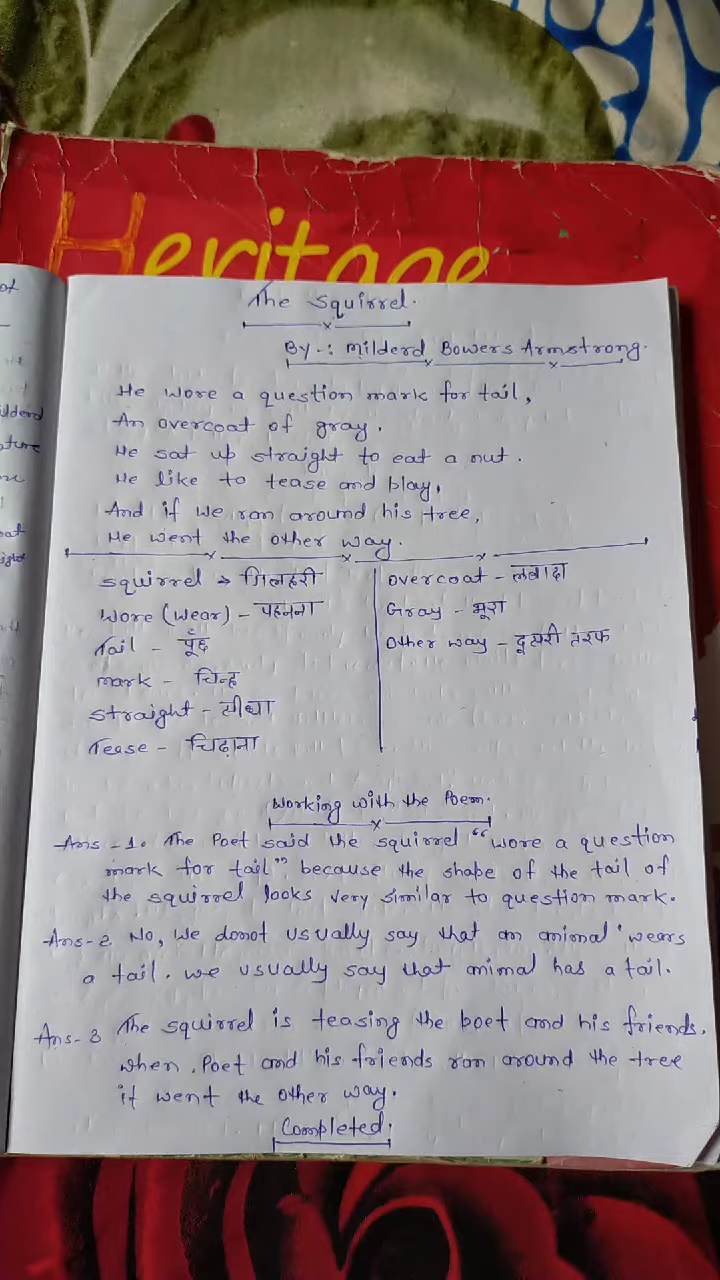 Heritage
The Squirrel.
By-: Milderd Bowers Armstrong.
He wore a question mark for tail,
An overcoat of gray,
He sat up straight to eat a nut.
He like to tease and play,
And if we ran around his tree,
He went the other way.
squirrel → गिलहरी
Wore (Wear) - पहनना
Tail - पूँछ
mark - चिन्ह
straight - सीधा
Tease - चिढ़ाना
Overcoat - लबादा
Gray - भूरा
Other way - दूसरी तरफ
Working with the Poem.
Ans-1. The Poet said the squirrel "wore a question
mark for tail" because the shape of the tail of
the squirrel looks very similar to question mark.
Ans-2 No, We donot usually say that an animal 'wears
a tail. we usually say that animal has a tail.
Ans-3 The squirrel is teasing the poet and his friends.
when, Poet and his friends ran around the tree
it went the other way.
Completed.